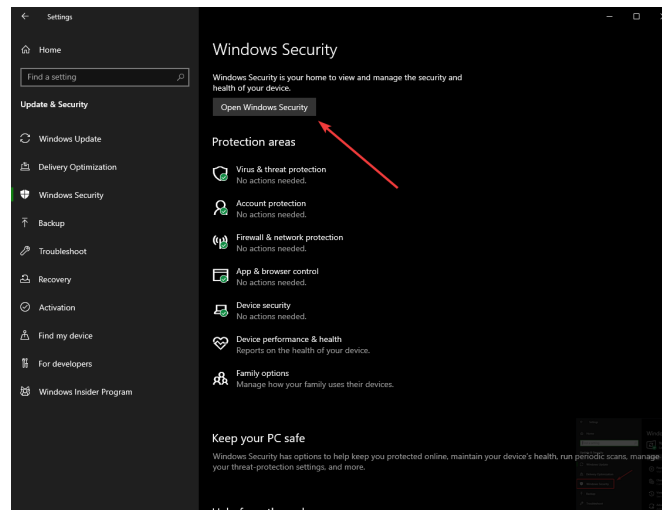 Settings
Home
Find a setting
Update & Security
Windows Update
Delivery Optimization
Windows Security
Backup
Troubleshoot
Recovery
Activation
Find my device
For developers
Windows Insider Program
Windows Security
Windows Security is your home to view and manage the security and
health of your device.
Open Windows Security
Protection areas
Virus & threat protection
No actions needed.
Account protection
No actions needed.
Firewall & network protection
No actions needed.
App & browser control
No actions needed.
Device security
No actions needed.
Device performance & health
Reports on the health of your device.
Family options
Manage how your family uses their devices.
Keep your PC safe
Windows Security has options to help keep you protected online, maintain your device's health, run periodic scans, manage
your threat-protection settings, and more.